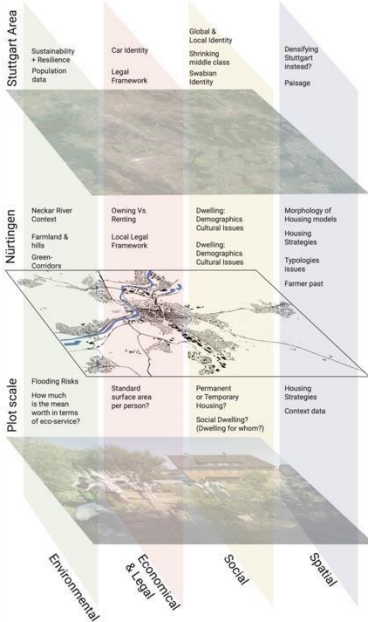 Stuttgart Area
Sustainability
+ Resilience
Population
data
Car Identity
Legal
Framework
Global &
Local Identity
Shrinking
middle class
Swabian
Identity
Densifying
Stuttgart
instead?
Paisage
Nürtingen
Neckar River
Context
Farmland &
hills
Green-
Corridors
Owning Vs
Renting
Local Legal
Framework
Dwelling:
Demographics
Cultural Issues
Dwelling:
Demographics
Cultural Issues
Morphology of
Housing models
Housing
Strategies
Typologies
issues
Farmer past
Plot scale
Flooding Risks
How much
is the mean
worth in terms
of eco-service?
Standard
surface area
per person?
Permanent
or Temporary
Housing?
Social Dwelling?
(Dwelling for whom?)
Housing
Strategies
Context data
Environmental
Economical
& Legal
Social
Spatial